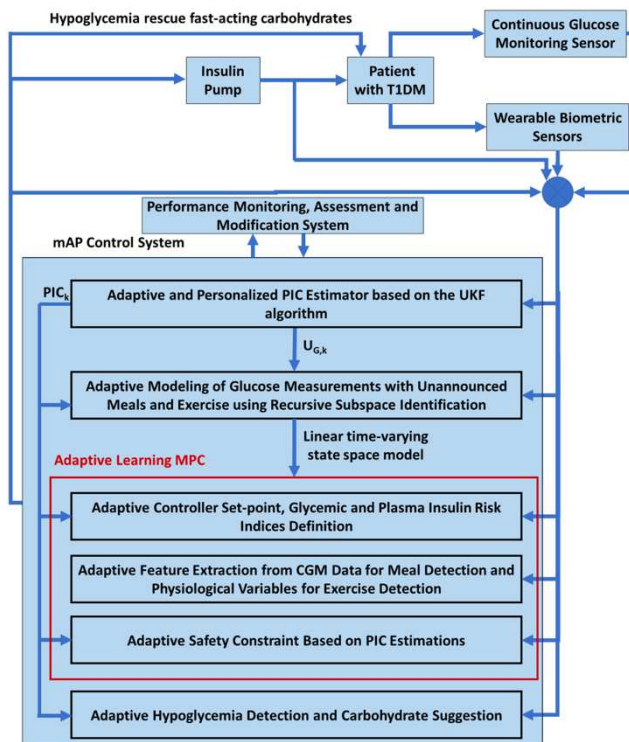 Hypoglycemia rescue fast-acting carbohydrates
Continuous Glucose
Monitoring Sensor
Insulin
Pump
Patient
with T1DM
Wearable Biometric
Sensors
Performance Monitoring, Assessment and
Modification System
mAP Control System
PICk
Adaptive and Personalized PIC Estimator based on the UKF
algorithm
UG,k
Adaptive Modeling of Glucose Measurements with Unannounced
Meals and Exercise using Recursive Subspace Identification
Linear time-varying
state space model
Adaptive Learning MPC
Adaptive Controller Set-point, Glycemic and Plasma Insulin Risk
Indices Definition
Adaptive Feature Extraction from CGM Data for Meal Detection and
Physiological Variables for Exercise Detection
Adaptive Safety Constraint Based on PIC Estimations
Adaptive Hypoglycemia Detection and Carbohydrate Suggestion